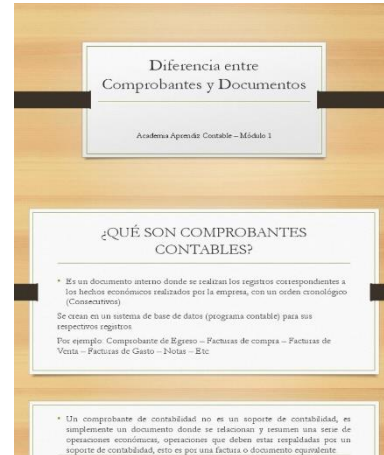 Diferencia entre
Comprobantes y Documentos
Academia Aprendiz Contable – Módulo 1
¿QUÉ SON COMPROBANTES
CONTABLES?
• Es un documento interno donde se realizan los registros correspondientes a
los hechos económicos realizados por la empresa, con un orden cronológico
(Consecutivos)
Se crean en un sistema de base de datos (programa contable) para sus
respectivos registros
Por ejemplo: Comprobante de Egreso – Facturas de compra – Facturas de
Venta – Facturas de Gasto – Notas – Etc
• Un comprobante de contabilidad no es un soporte de contabilidad, es
simplemente un documento donde se relacionan y resumen una serie de
operaciones económicas, operaciones que deben estar respaldadas por un
soporte de contabilidad, esto es por una factura o documento equivalente